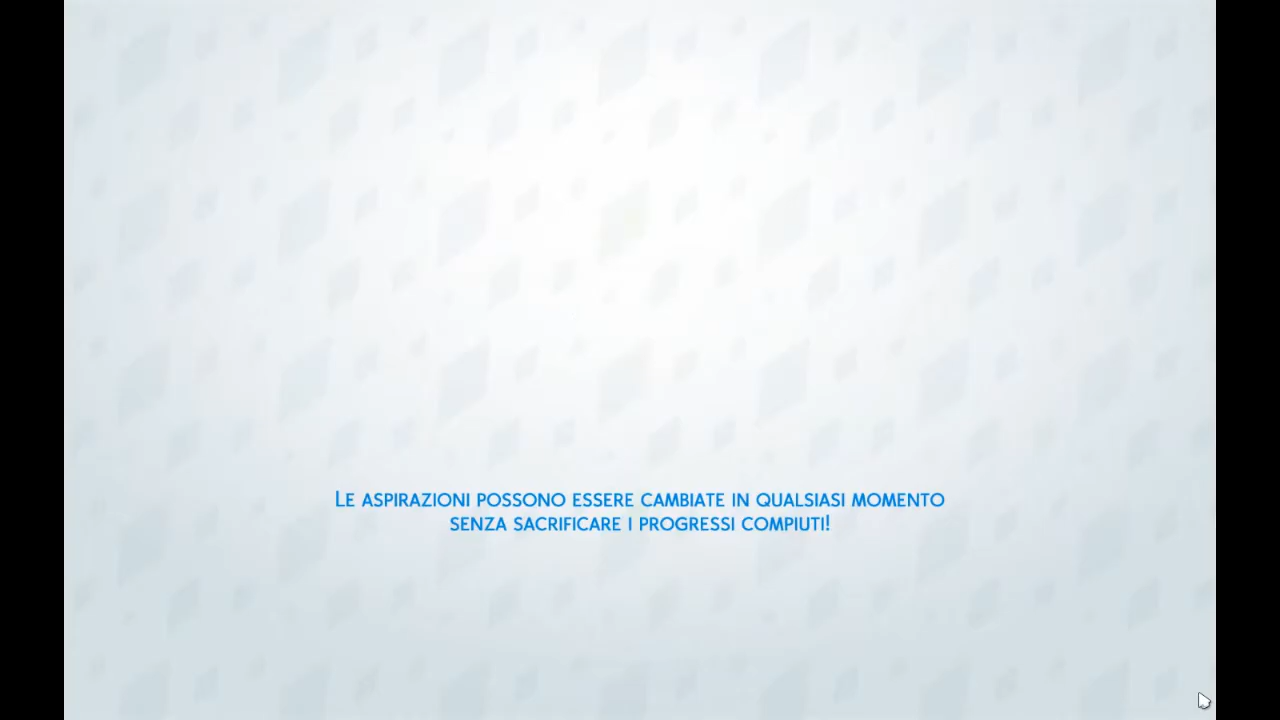 Le aspirazioni possono essere cambiate in qualsiasi momento
senza sacrificare i progressi compiuti!